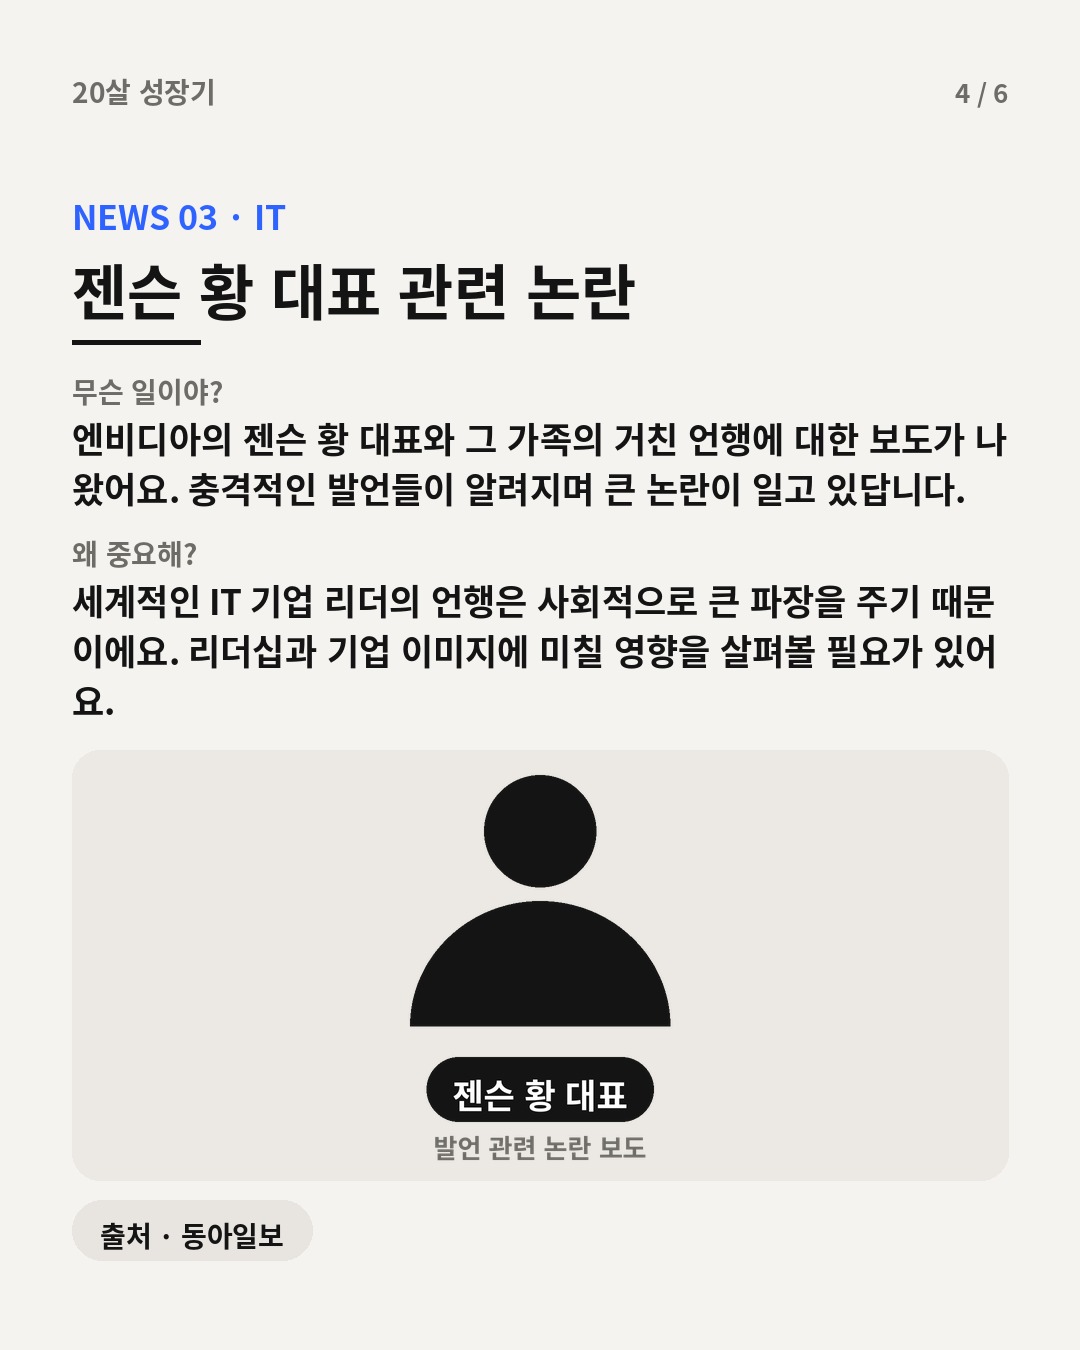 20살 성장기
4 / 6
NEWS 03 · IT
젠슨 황 대표 관련 논란
무슨 일이야?
엔비디아의 젠슨 황 대표와 그 가족의 거친 언행에 대한 보도가 나
왔어요. 충격적인 발언들이 알려지며 큰 논란이 일고 있답니다.
왜 중요해?
세계적인 IT 기업 리더의 언행은 사회적으로 큰 파장을 주기 때문
이에요. 리더십과 기업 이미지에 미칠 영향을 살펴볼 필요가 있어
요.
젠슨 황 대표
발언 관련 논란 보도
출처 · 동아일보